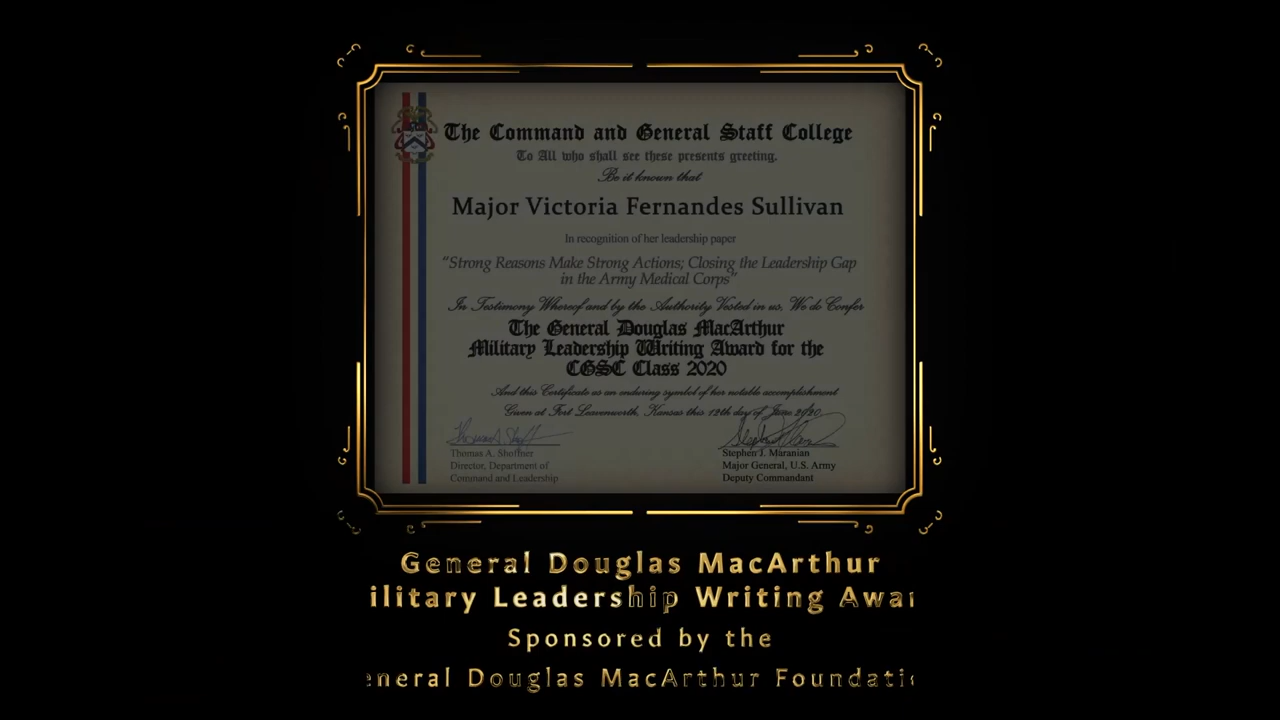 The Command and General Staff College
To All who shall see these presents greeting,
Be it known that
Major Victoria Fernandes Sullivan
In recognition of her leadership paper
“Strong Reasons Make Strong Actions; Closing the Leadership Gap
in the Army Medical Corps”
In Testimony Whereof and by the Authority Vested in us, We do Confer
The General Douglas MacArthur
Military Leadership Writing Award for the
CGSC Class 2020
And this Certificate as an enduring symbol of her notable accomplishment
Given at Fort Leavenworth, Kansas this 12th day of June 2020
Thomas A. Shoffner
Director, Department of
Command and Leadership
Stephen J. Maranian
Major General, U.S. Army
Deputy Commandant
General Douglas MacArthur
ilitary Leadership Writing Awar
Sponsored by the
eneral Douglas MacArthur Foundati